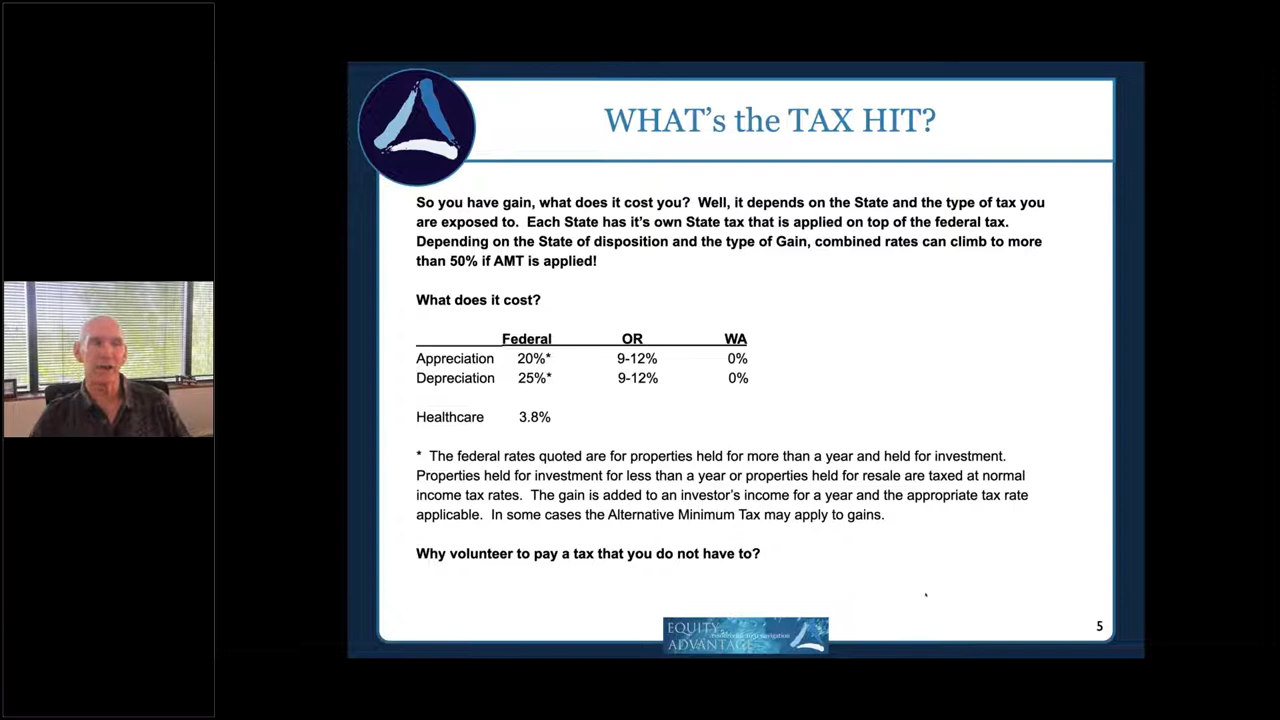 WHAT's the TAX HIT?
So you have gain, what does it cost you? Well, it depends on the State and the type of tax you
are exposed to. Each State has it's own State tax that is applied on top of the federal tax.
Depending on the State of disposition and the type of Gain, combined rates can climb to more
than 50% if AMT is applied!
What does it cost?
Federal OR WA
Appreciation 20%* 9-12% 0%
Depreciation 25%* 9-12% 0%
Healthcare 3.8%
* The federal rates quoted are for properties held for more than a year and held for investment.
Properties held for investment for less than a year or properties held for resale are taxed at normal
income tax rates. The gain is added to an investor's income for a year and the appropriate tax rate
applicable. In some cases the Alternative Minimum Tax may apply to gains.
Why volunteer to pay a tax that you do not have to?
EQUITY
ADVANTAGE
5